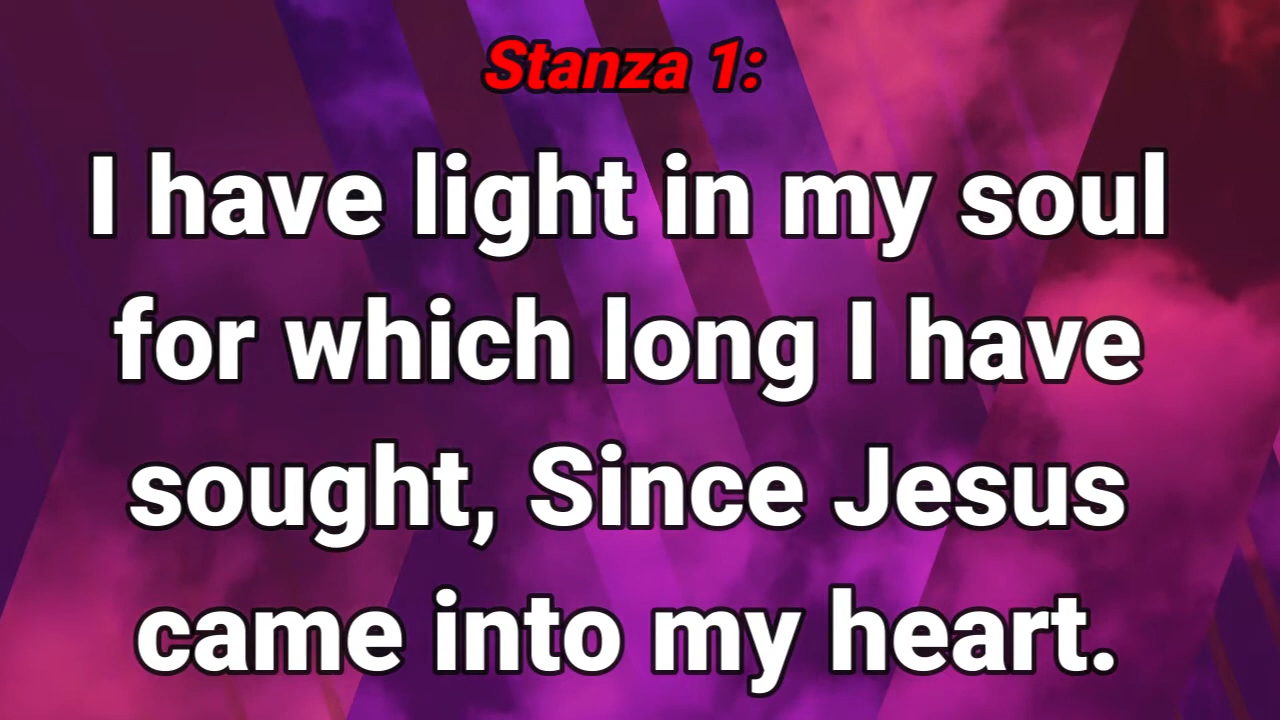 Stanza 1:
I have light in my soul
for which long I have
sought, Since Jesus
came into my heart.